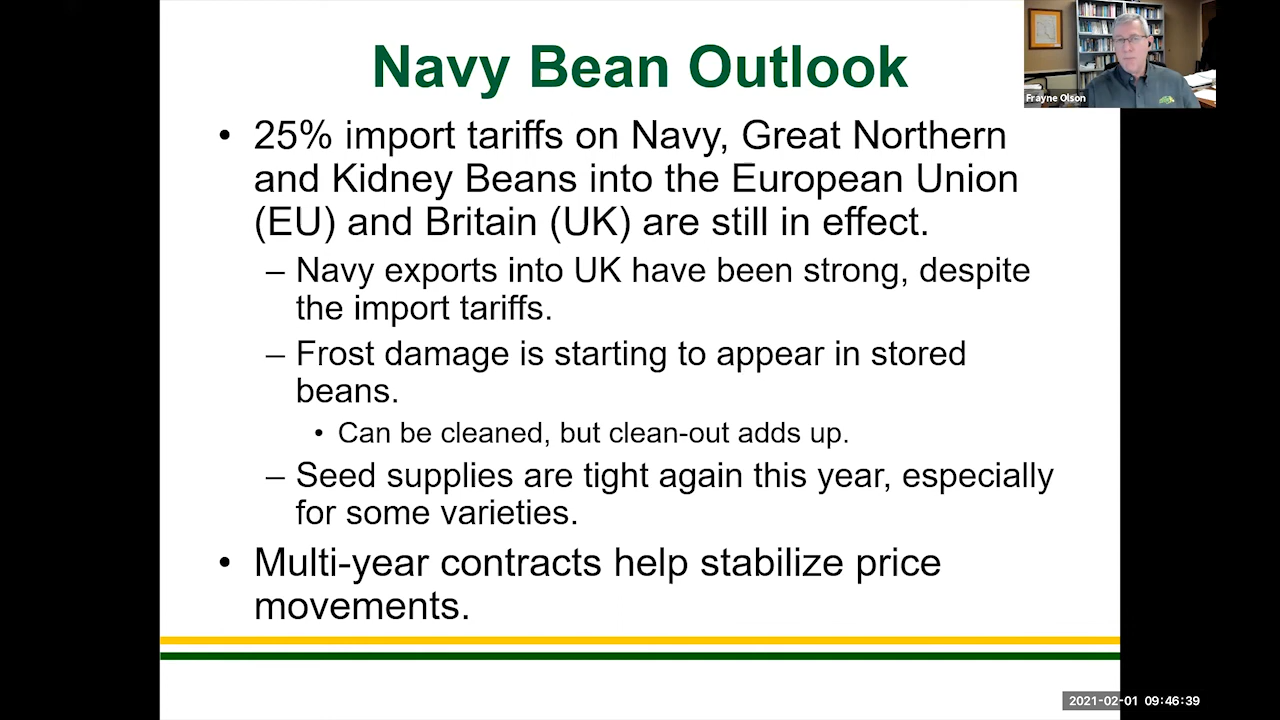 Navy Bean Outlook
Frayne Olson
• 25% import tariffs on Navy, Great Northern
and Kidney Beans into the European Union
(EU) and Britain (UK) are still in effect.
– Navy exports into UK have been strong, despite
the import tariffs.
– Frost damage is starting to appear in stored
beans.
• Can be cleaned, but clean-out adds up.
– Seed supplies are tight again this year, especially
for some varieties.
• Multi-year contracts help stabilize price
movements.
2021-02-01 09:46:39